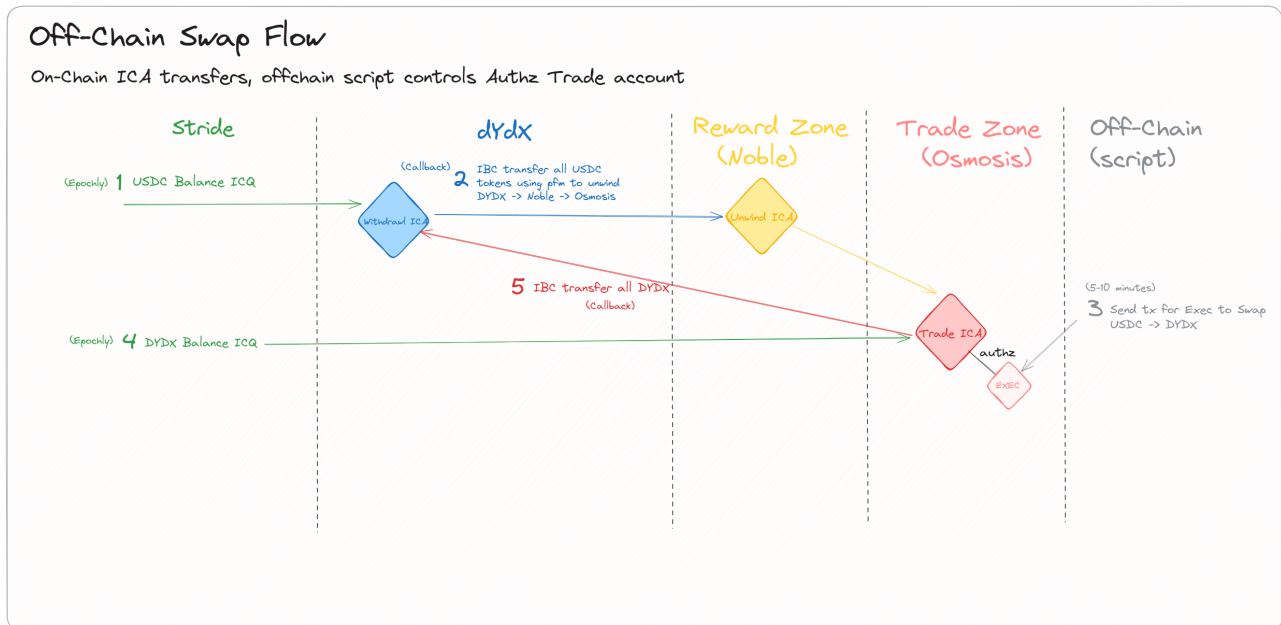 Off-Chain Swap Flow
On-Chain ICA transfers, offchain script controls Authz Trade account
Stride
dYdX
Reward Zone
(Noble)
Trade Zone
(Osmosis)
Off-Chain
(script)
(Epochly) 1 USDC Balance ICQ
(Callback) 2 IBC transfer all USDC
tokens using pfm to unwind
DYDX -> Noble -> Osmosis
Withdrawl ICA
Unwind ICA
5 IBC transfer all DYDX
(Callback)
(5-10 minutes)
3 Send tx for Exec to Swap
USDC -> DYDX
(Epochly) 4 DYDX Balance ICQ
Trade ICA
authz
EXEC